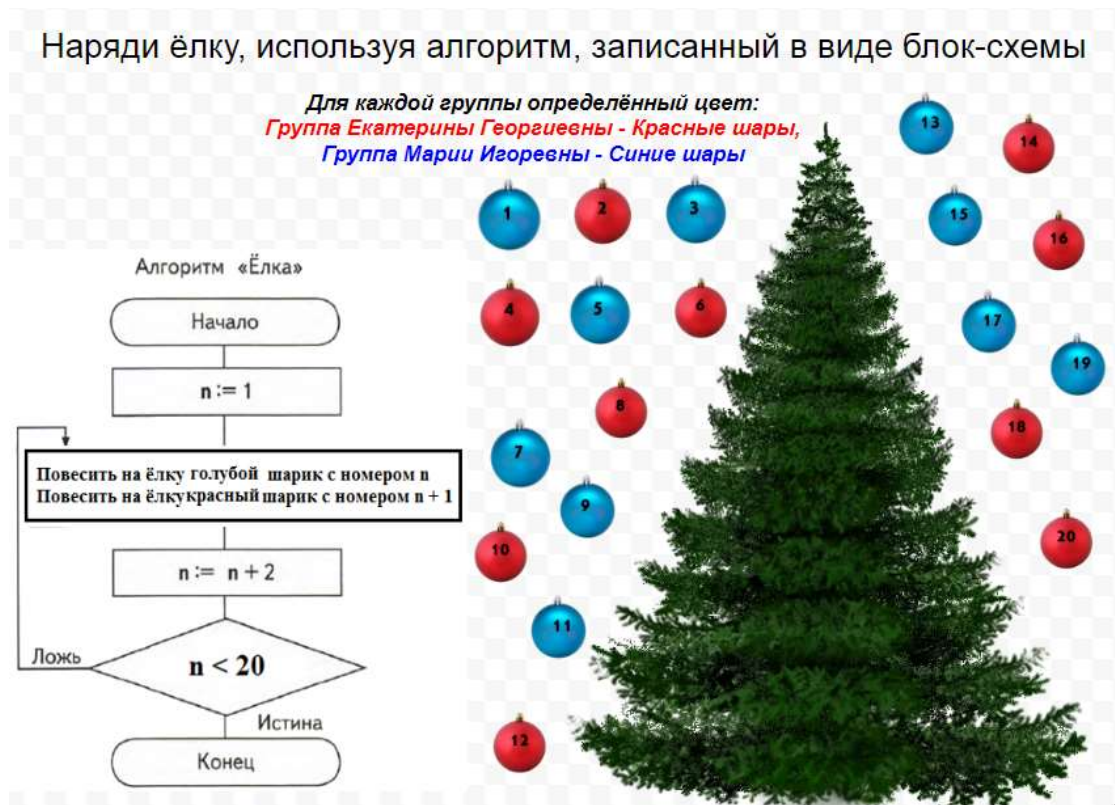 Наряди ёлку, используя алгоритм, записанный в виде блок-схемы
Для каждой группы определённый цвет:
Группа Екатерины Георгиевны - Красные шары,
Группа Марии Игоревны - Синие шары
13
14
1 2 3
15
16
Алгоритм «Ёлка»
4 5 6
17
Начало
19
n := 1
8
18
7
Повесить на ёлку голубой шарик с номером n
Повесить на ёлку красный шарик с номером n + 1
9
10
20
n := n + 2
11
Ложь
n < 20
Истина
12
Конец